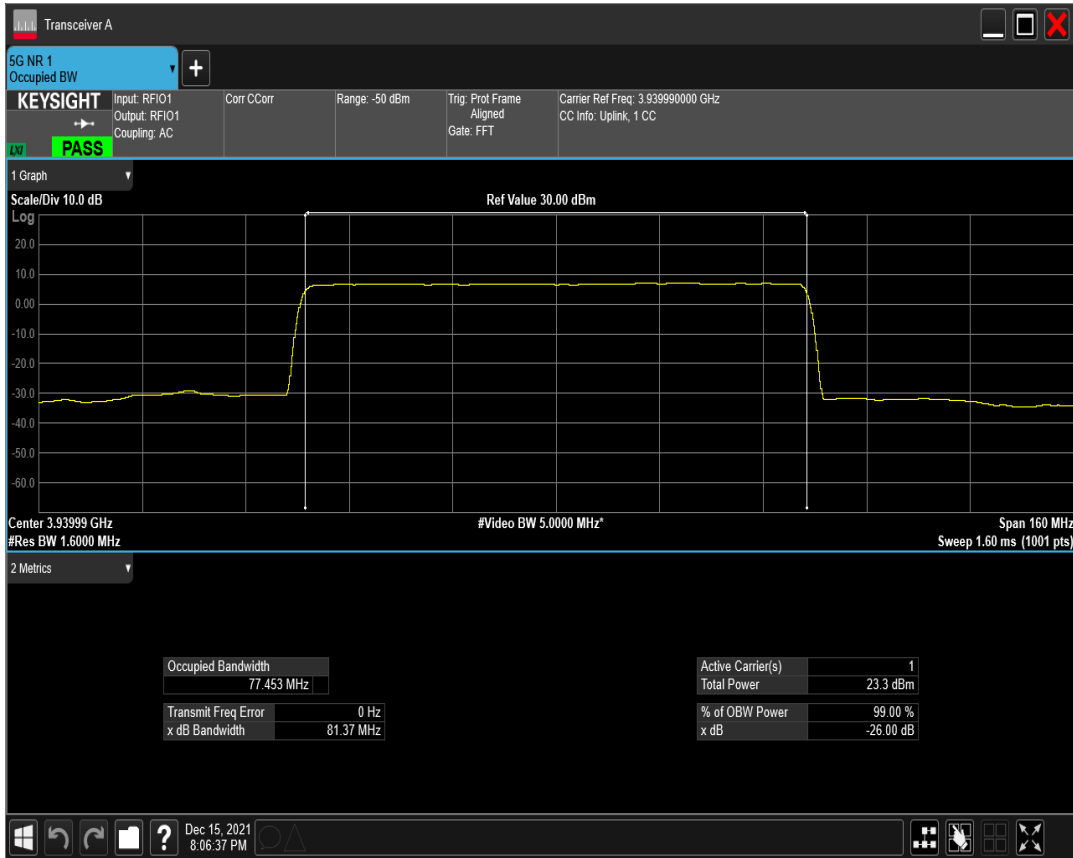 Transceiver A
5G NR 1
Occupied BW
+
KEYSIGHT
LXI
PASS
Input: RFIO1
Output: RFIO1
Coupling: AC
Corr CCorr
Range: -50 dBm
Trig: Prot Frame
Aligned
Gate: FFT
Carrier Ref Freq: 3.939990000 GHz
CC Info: Uplink, 1 CC
1 Graph
Scale/Div 10.0 dB
Ref Value 30.00 dBm
Log
20.0
10.0
0.00
-10.0
-20.0
-30.0
-40.0
-50.0
-60.0
Center 3.93999 GHz
#Video BW 5.0000 MHz*
Span 160 MHz
#Res BW 1.6000 MHz
Sweep 1.60 ms (1001 pts)
2 Metrics
Occupied Bandwidth
77.453 MHz
Transmit Freq Error 0 Hz
x dB Bandwidth 81.37 MHz
Active Carrier(s) 1
Total Power 23.3 dBm
% of OBW Power 99.00 %
x dB -26.00 dB
?
Dec 15, 2021
8:06:37 PM